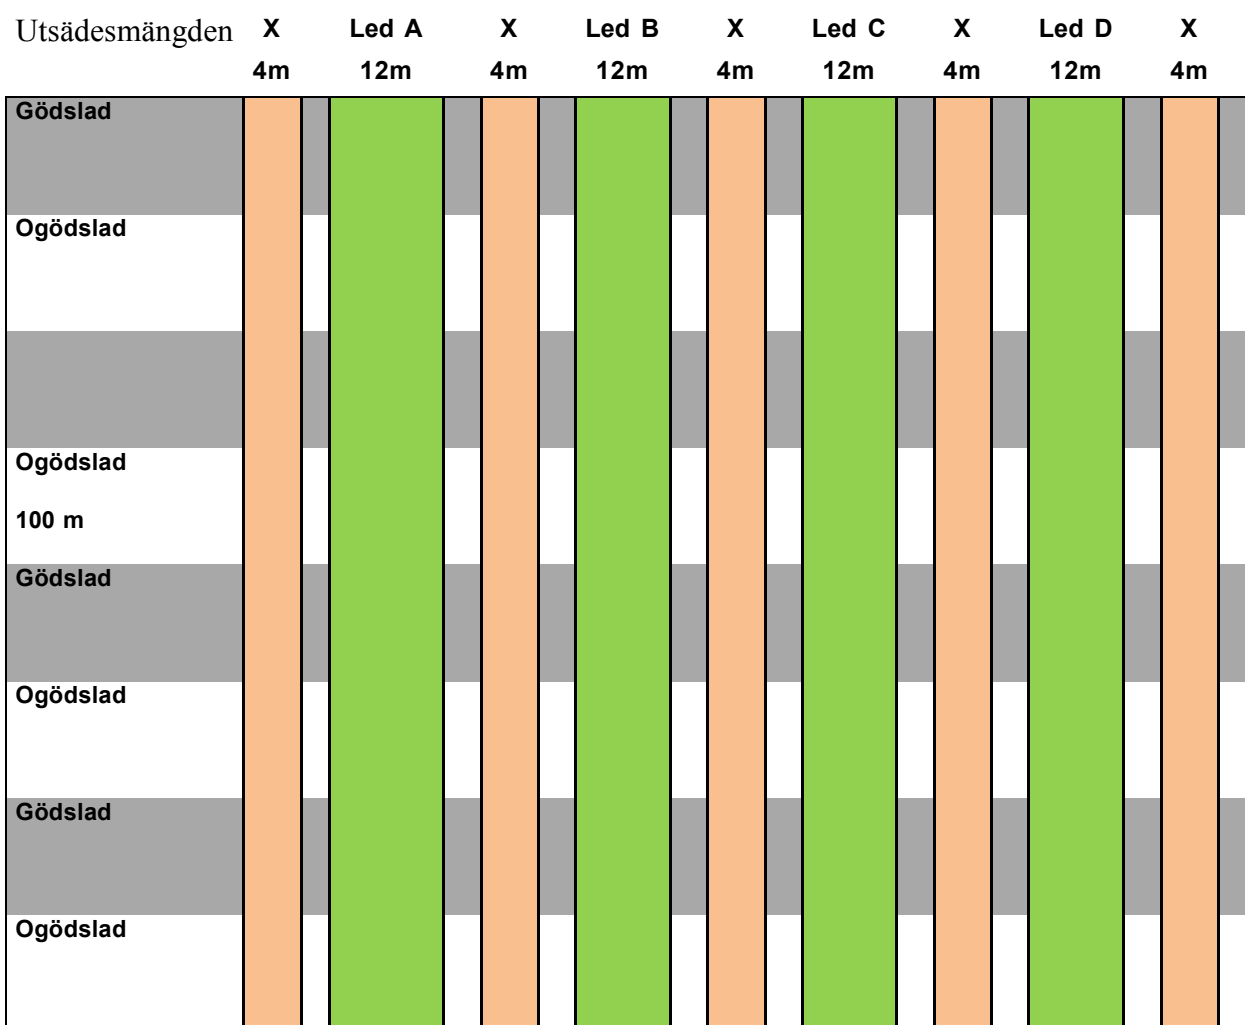 Utsädesmängden X Led A X Led B X Led C X Led D X
4m 12m 4m 12m 4m 12m 4m 12m 4m
Gödslad
Ogödslad
Ogödslad
100 m
Gödslad
Ogödslad
Gödslad
Ogödslad